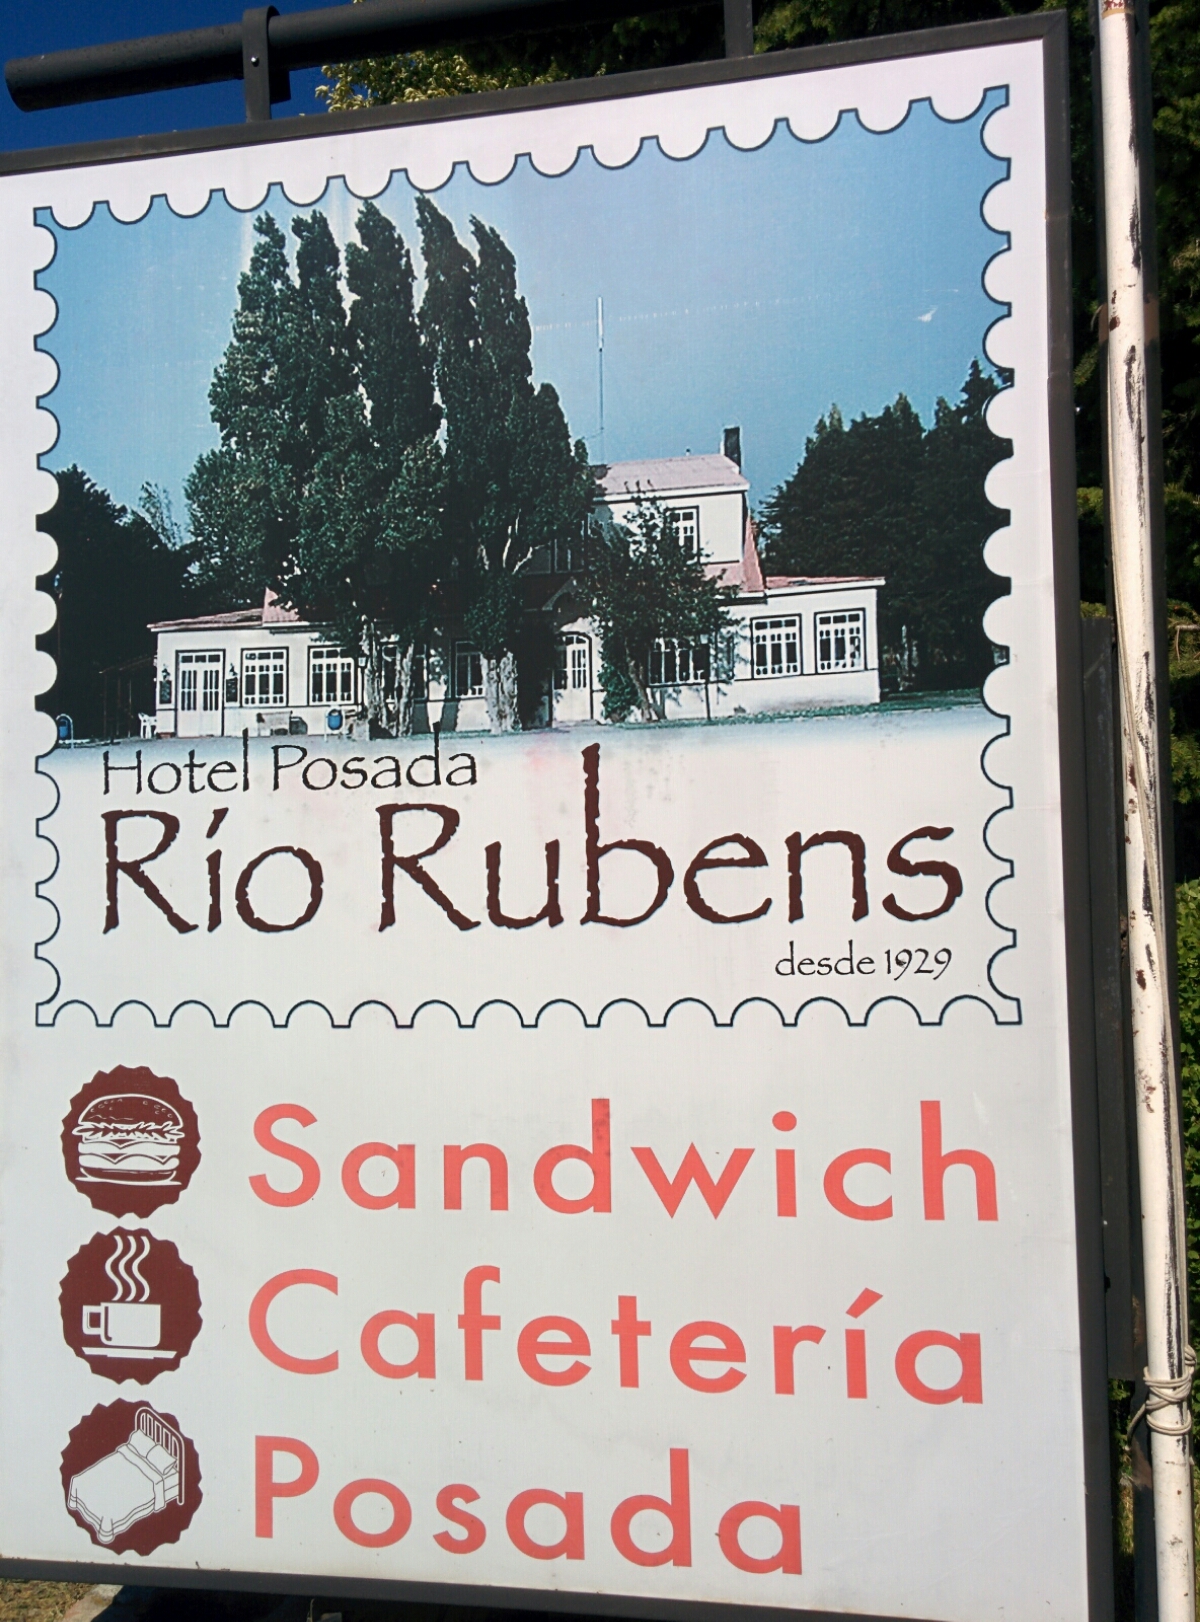 Hotel Posada
Río Rubens
desde 1929
Sandwich
Cafetería
Posada